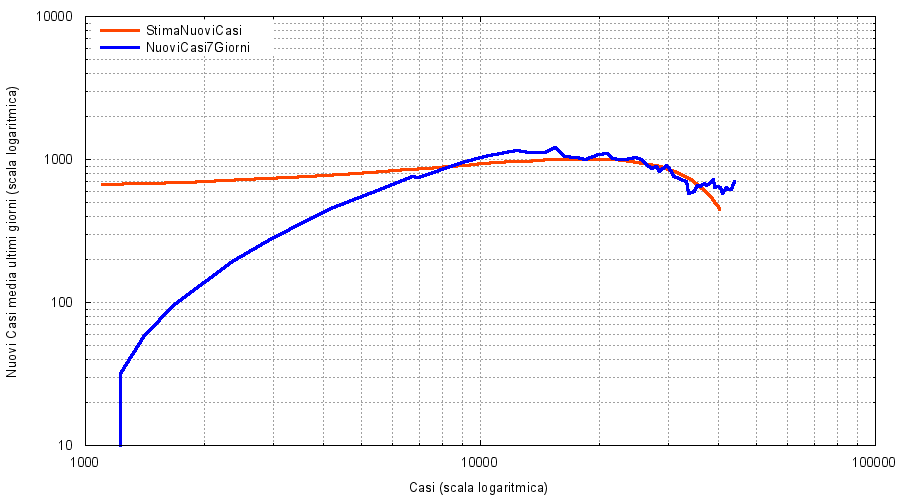 10000
StimaNuoviCasi
NuoviCasi7Giorni
1000
100
10
1000
10000
100000
Nuovi Casi media ultimi giorni (scala logaritmica)
Casi (scala logaritmica)